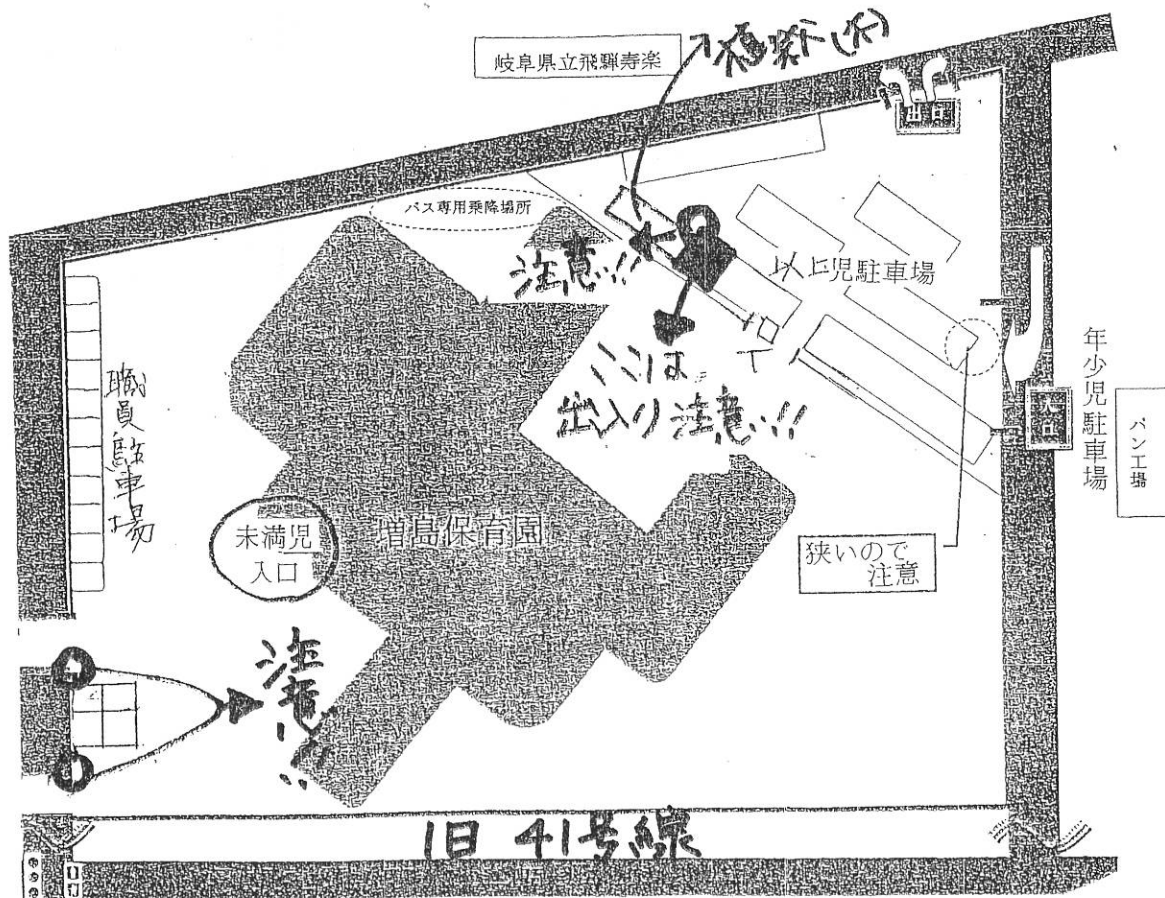 岐阜県立飛騨寿楽
出口
バス専用乗降場所
注意!!
以上児駐車場
ここは
出入り注意!!
年少児駐車場
パン工場
入口
職員駐車場
未満児
入口
増島保育園
狭いので
注意
注意!!
旧41号線